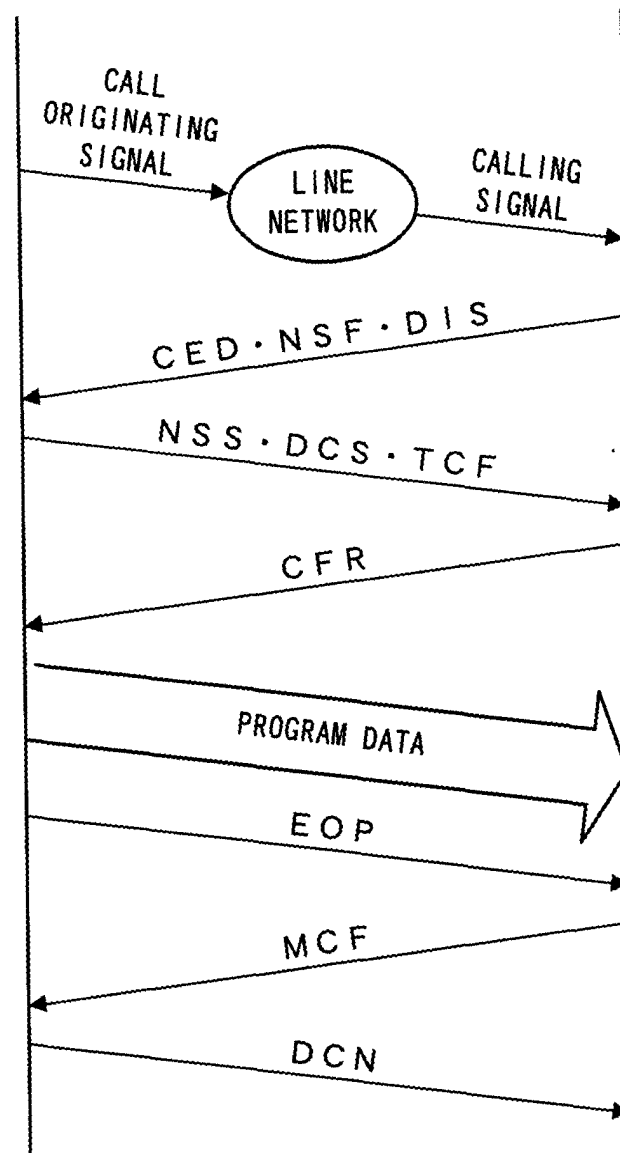 CALL
ORIGINATING
SIGNAL
LINE
NETWORK
CALLING
SIGNAL
CED・NSF・DIS
NSS・DCS・TCF
CFR
PROGRAM DATA
EOP
MCF
DCN